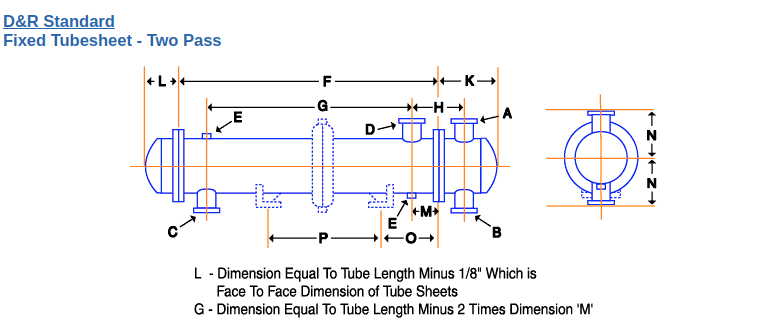 D&R Standard
Fixed Tubesheet - Two Pass
L F K
G H
E D A N
N
C E M B
P O
L - Dimension Equal To Tube Length Minus 1/8" Which is
Face To Face Dimension of Tube Sheets
G - Dimension Equal To Tube Length Minus 2 Times Dimension 'M'